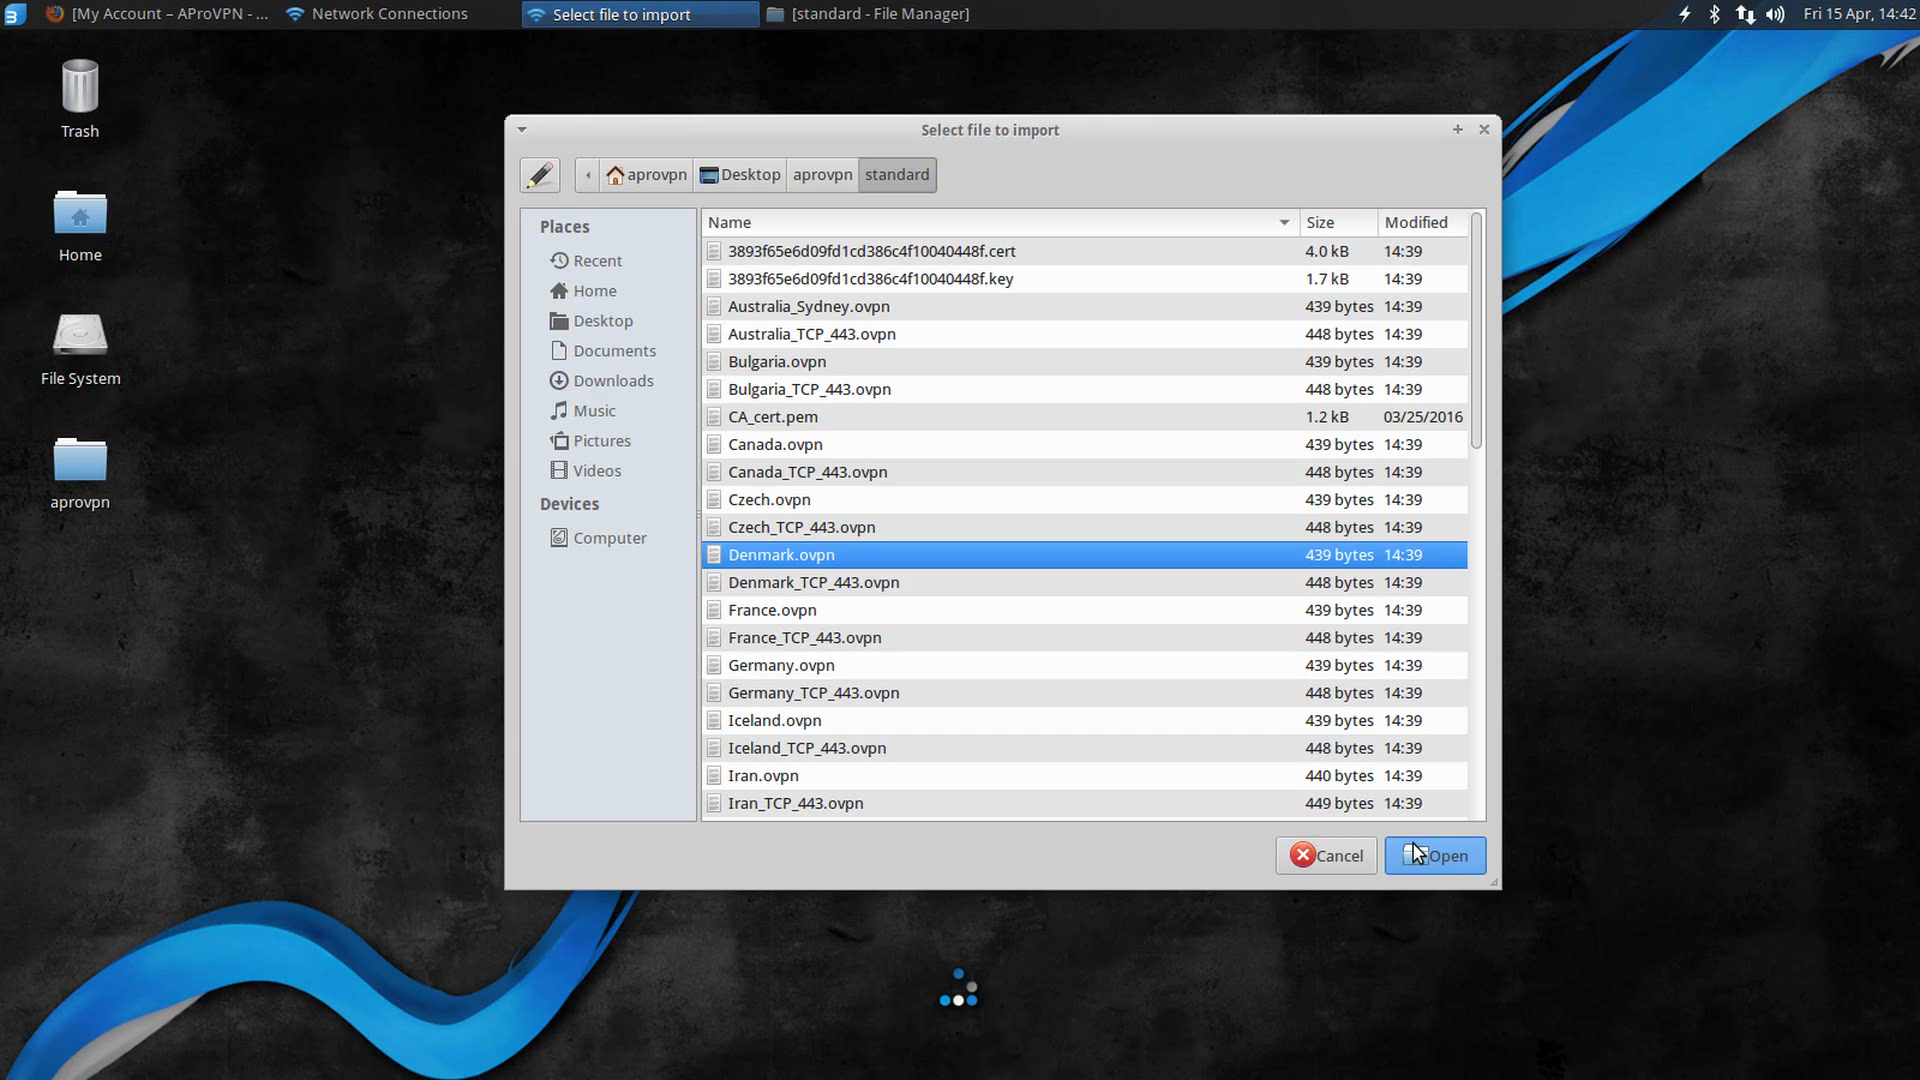 [My Account – AProVPN - ...
Network Connections
Select file to import
[standard - File Manager]
Fri 15 Apr, 14:42
Trash
Home
File System
aprovpn
Select file to import
aprovpn
Desktop
aprovpn
standard
Places
Recent
Home
Desktop
Documents
Downloads
Music
Pictures
Videos
Devices
Computer
Name Size Modified
3893f65e6d09fd1cd386c4f10040448f.cert 4.0 kB 14:39
3893f65e6d09fd1cd386c4f10040448f.key 1.7 kB 14:39
Australia_Sydney.ovpn 439 bytes 14:39
Australia_TCP_443.ovpn 448 bytes 14:39
Bulgaria.ovpn 439 bytes 14:39
Bulgaria_TCP_443.ovpn 448 bytes 14:39
CA_cert.pem 1.2 kB 03/25/2016
Canada.ovpn 439 bytes 14:39
Canada_TCP_443.ovpn 448 bytes 14:39
Czech.ovpn 439 bytes 14:39
Czech_TCP_443.ovpn 448 bytes 14:39
Denmark.ovpn 439 bytes 14:39
Denmark_TCP_443.ovpn 448 bytes 14:39
France.ovpn 439 bytes 14:39
France_TCP_443.ovpn 448 bytes 14:39
Germany.ovpn 439 bytes 14:39
Germany_TCP_443.ovpn 448 bytes 14:39
Iceland.ovpn 439 bytes 14:39
Iceland_TCP_443.ovpn 448 bytes 14:39
Iran.ovpn 440 bytes 14:39
Iran_TCP_443.ovpn 449 bytes 14:39
Cancel
Open